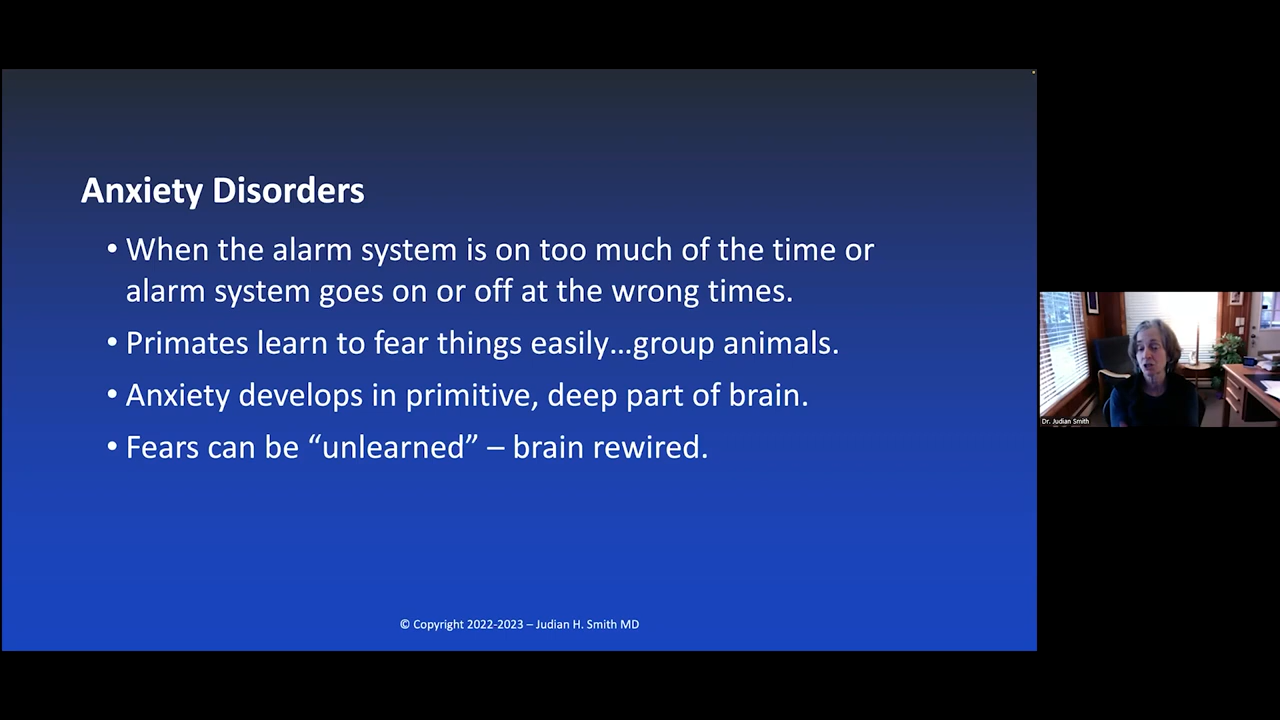 Anxiety Disorders
• When the alarm system is on too much of the time or
alarm system goes on or off at the wrong times.
• Primates learn to fear things easily…group animals.
• Anxiety develops in primitive, deep part of brain.
• Fears can be “unlearned” – brain rewired.
© Copyright 2022-2023 – Judian H. Smith MD
Dr. Judian Smith